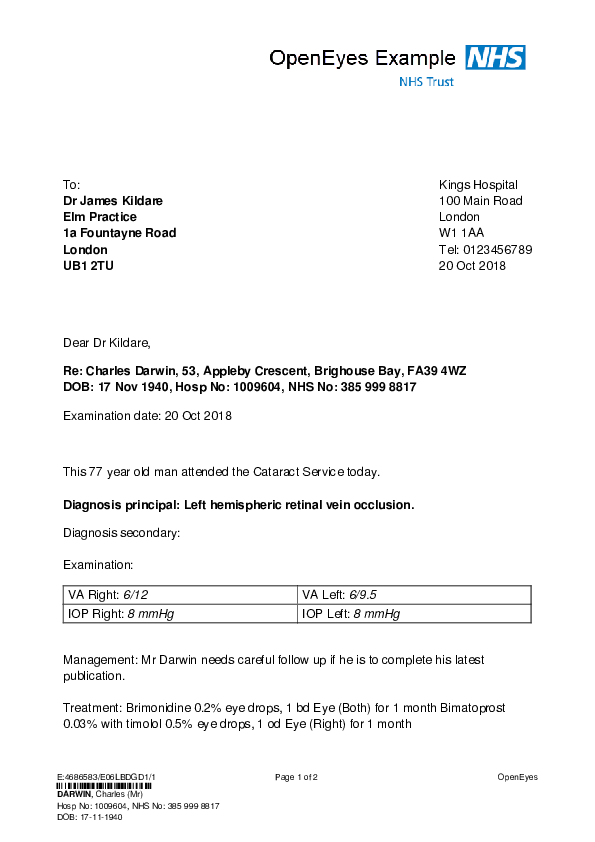 OpenEyes Example NHS
NHS Trust
To:
Dr James Kildare
Elm Practice
1a Fountayne Road
London
UB1 2TU
Kings Hospital
100 Main Road
London
W1 1AA
Tel: 0123456789
20 Oct 2018
Dear Dr Kildare,
Re: Charles Darwin, 53, Appleby Crescent, Brighouse Bay, FA39 4WZ
DOB: 17 Nov 1940, Hosp No: 1009604, NHS No: 385 999 8817
Examination date: 20 Oct 2018
This 77 year old man attended the Cataract Service today.
Diagnosis principal: Left hemispheric retinal vein occlusion.
Diagnosis secondary:
Examination:
VA Right: 6/12 VA Left: 6/9.5
IOP Right: 8 mmHg IOP Left: 8 mmHg
Management: Mr Darwin needs careful follow up if he is to complete his latest
publication.
Treatment: Brimonidine 0.2% eye drops, 1 bd Eye (Both) for 1 month Bimatoprost
0.03% with timolol 0.5% eye drops, 1 od Eye (Right) for 1 month
E:4686583/E06LBDGD1/1 Page 1 of 2 OpenEyes
DARWIN, Charles (Mr)
Hosp No: 1009604, NHS No: 385 999 8817
DOB: 17-11-1940